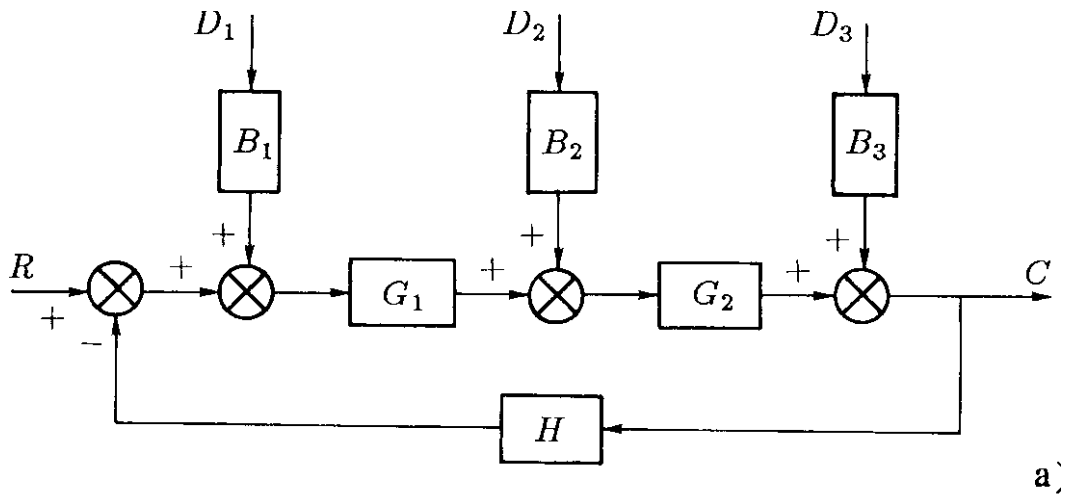 D₁ D₂ D₃
B₁ B₂ B₃
+ + +
R + + + C
G₁ G₂
+
−
H
a)